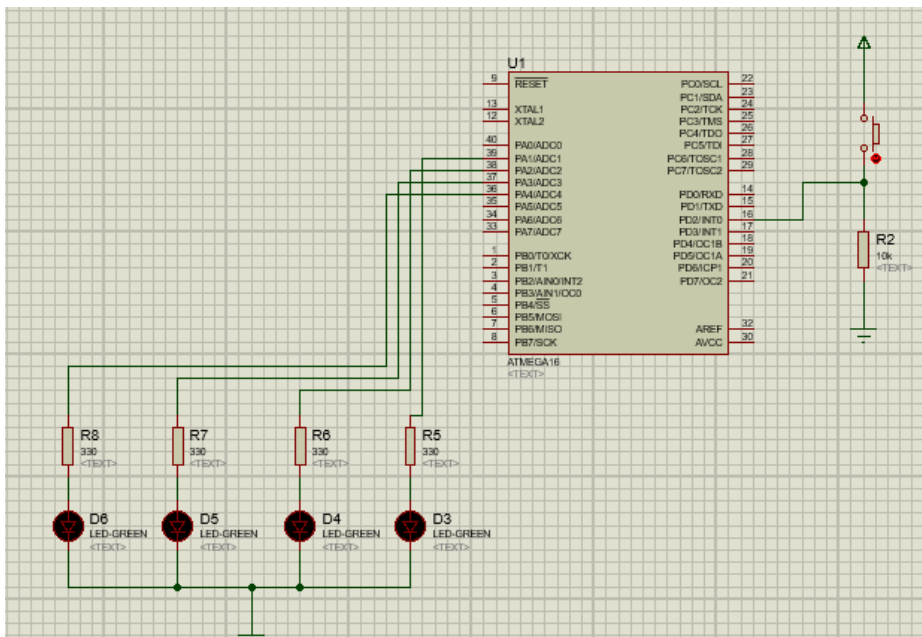 U1
9 RESET PC0/SCL 22
PC1/SDA 23
13 XTAL1 PC2/TCK 24
12 XTAL2 PC3/TMS 25
PC4/TDO 26
40 PA0/ADC0 PC5/TDI 27
39 PA1/ADC1 PC6/TOSC1 28
38 PA2/ADC2 PC7/TOSC2 29
37 PA3/ADC3
36 PA4/ADC4 PD0/RXD 14
35 PA5/ADC5 PD1/TXD 15
34 PA6/ADC6 PD2/INT0 16
33 PA7/ADC7 PD3/INT1 17
PD4/OC1B 18
1 PB0/T0/XCK PD5/OC1A 19
2 PB1/T1 PD6/ICP1 20
3 PB2/AIN0/INT2 PD7/OC2 21
4 PB3/AIN1/OC0
5 PB4/SS
6 PB5/MOSI
7 PB6/MISO AREF 32
8 PB7/SCK AVCC 30
ATMEGA16
<TEXT>
R2
10k
<TEXT>
R8 R7 R6 R5
330 330 330 330
<TEXT> <TEXT> <TEXT> <TEXT>
D6 D5 D4 D3
LED-GREEN LED-GREEN LED-GREEN LED-GREEN
<TEXT> <TEXT> <TEXT> <TEXT>